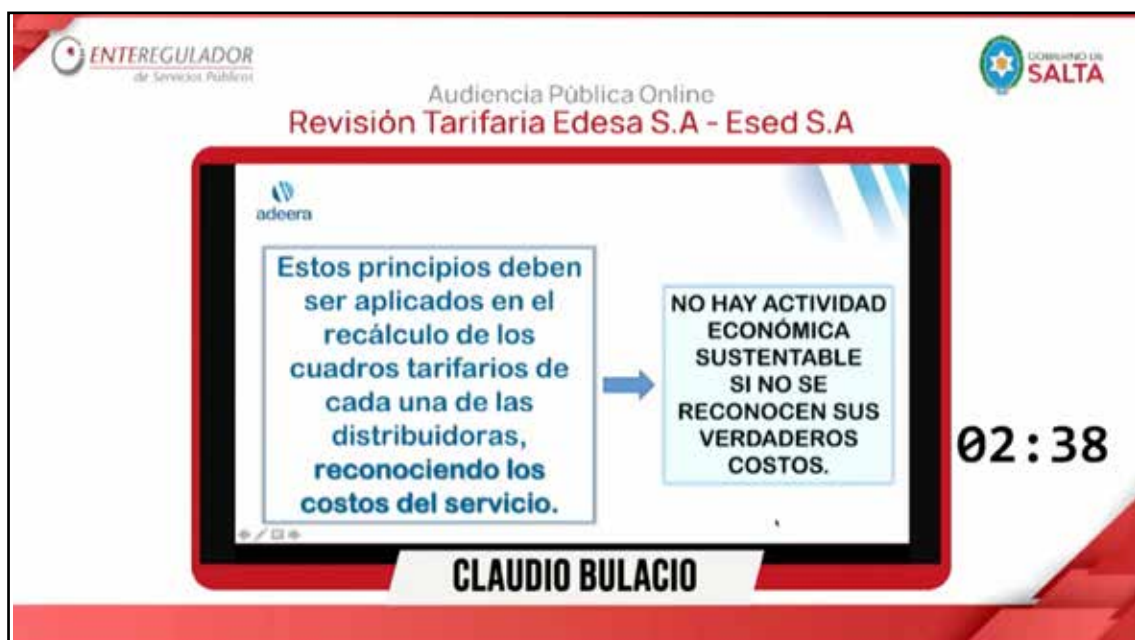 ENTEREGULADOR
de Servicios Públicos
GOBIERNO DE
SALTA
Audiencia Pública Online
Revisión Tarifaria Edesa S.A - Esed S.A
adeera
Estos principios deben
ser aplicados en el
recálculo de los
cuadros tarifarios de
cada una de las
distribuidoras,
reconociendo los
costos del servicio.
NO HAY ACTIVIDAD
ECONÓMICA
SUSTENTABLE
SI NO SE
RECONOCEN SUS
VERDADEROS
COSTOS.
02:38
CLAUDIO BULACIO